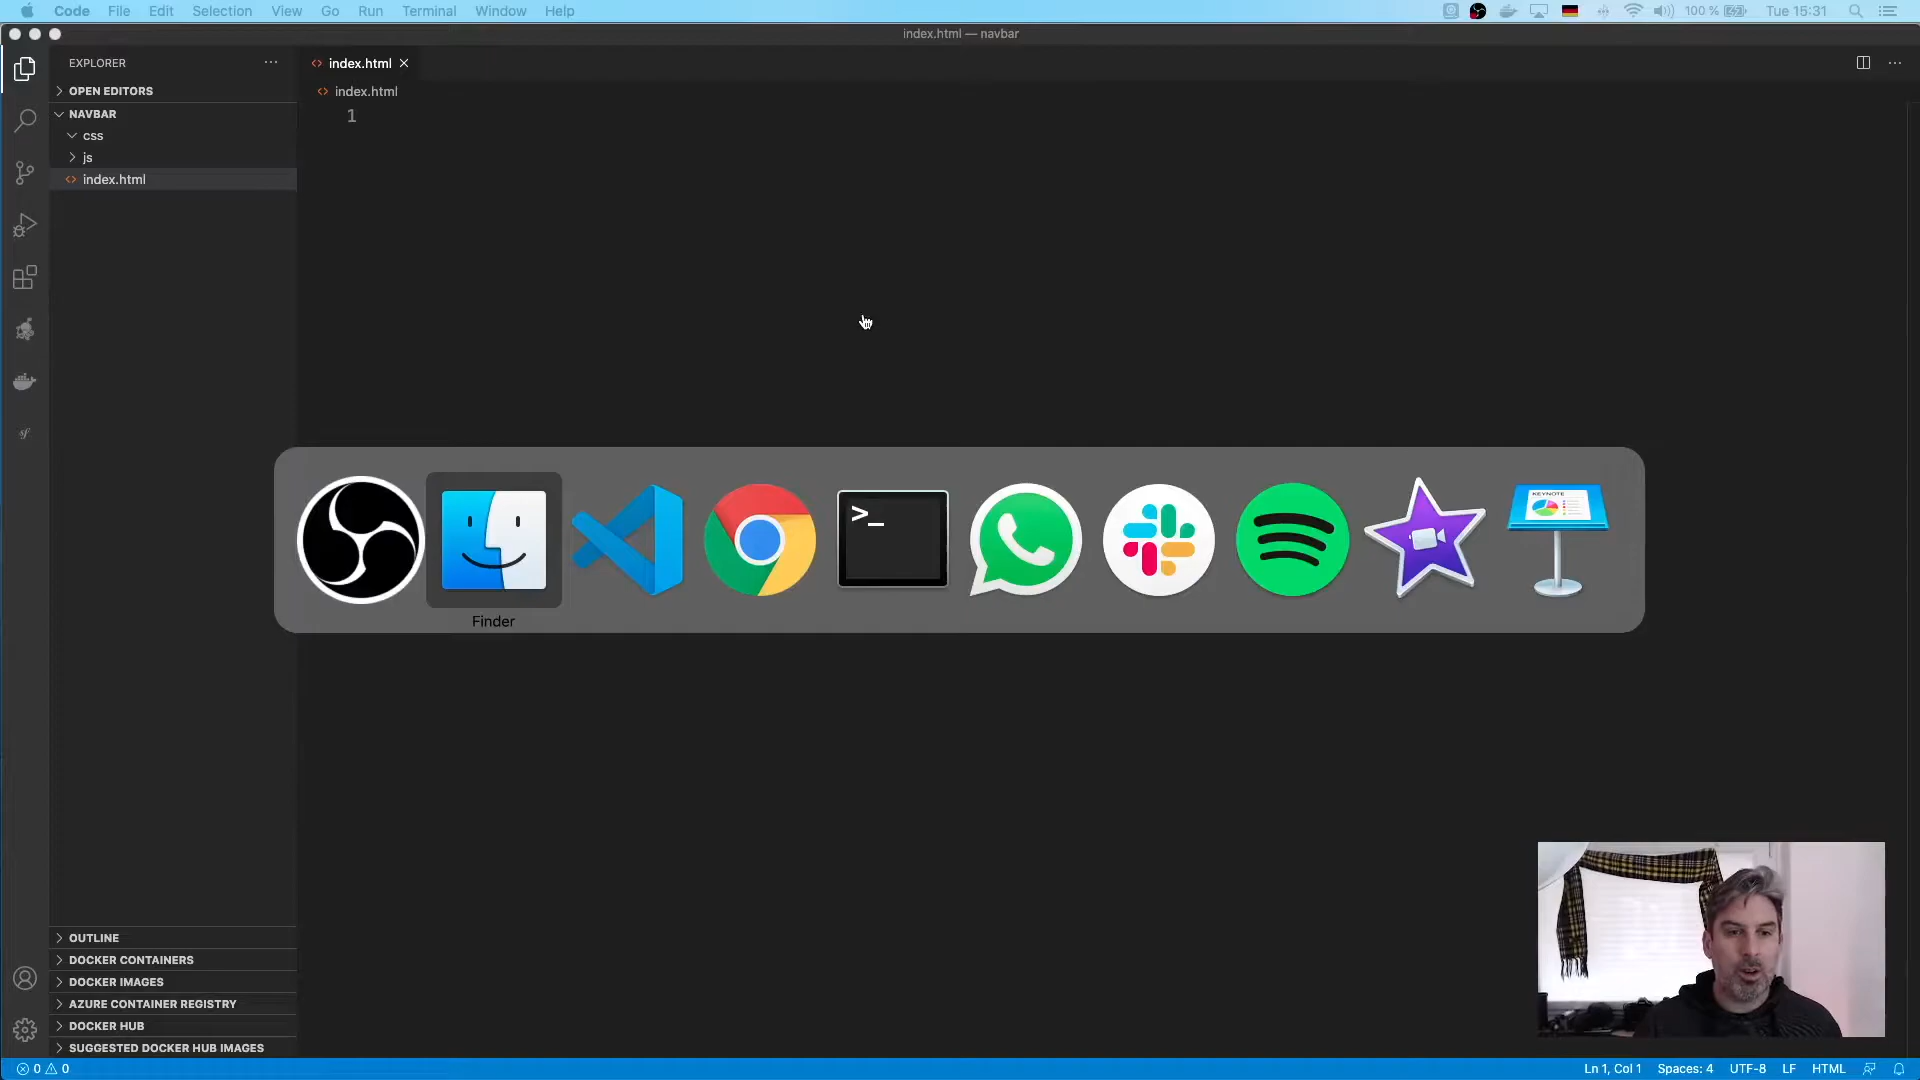 Code File Edit Selection View Go Run Terminal Window Help
100 % Tue 15:31
index.html — navbar
EXPLORER
index.html
OPEN EDITORS
index.html
NAVBAR
1
css
js
index.html
>_
KEYNOTE
Finder
OUTLINE
DOCKER CONTAINERS
DOCKER IMAGES
AZURE CONTAINER REGISTRY
DOCKER HUB
SUGGESTED DOCKER HUB IMAGES
0 0
Ln 1, Col 1 Spaces: 4 UTF-8 LF HTML